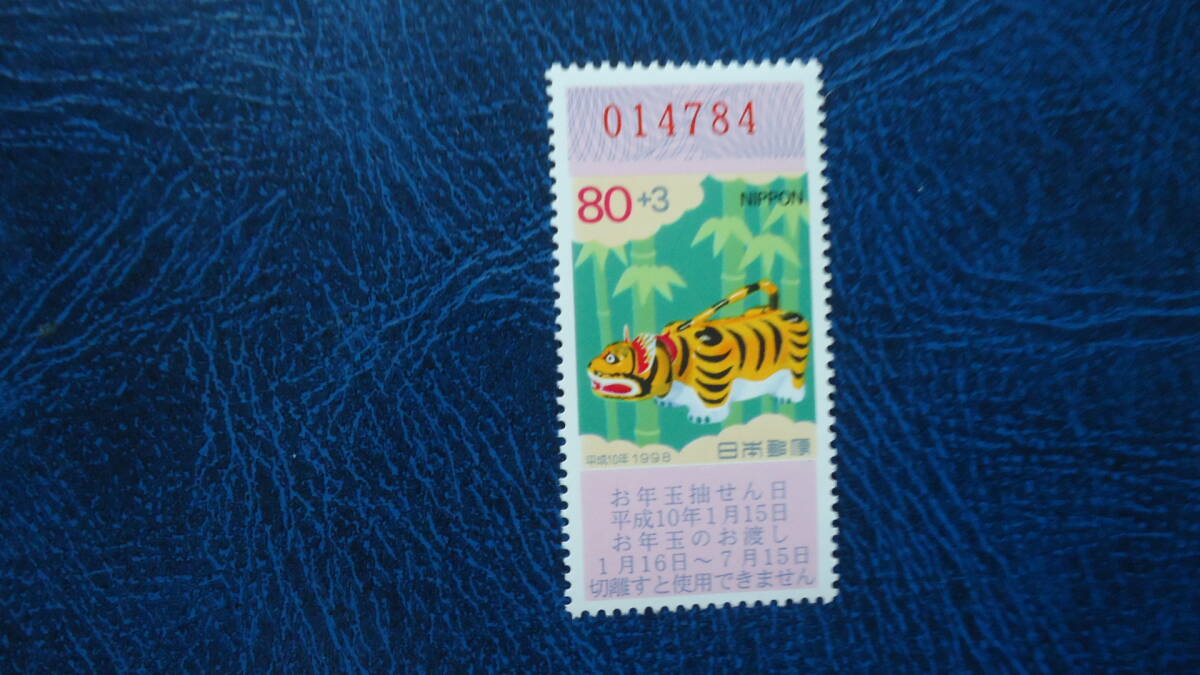 014784
80+3 NIPPON
平成10年 1998 日本郵便
お年玉抽せん日
平成10年1月15日
お年玉のお渡し
1月16日～7月15日
切離すと使用できません